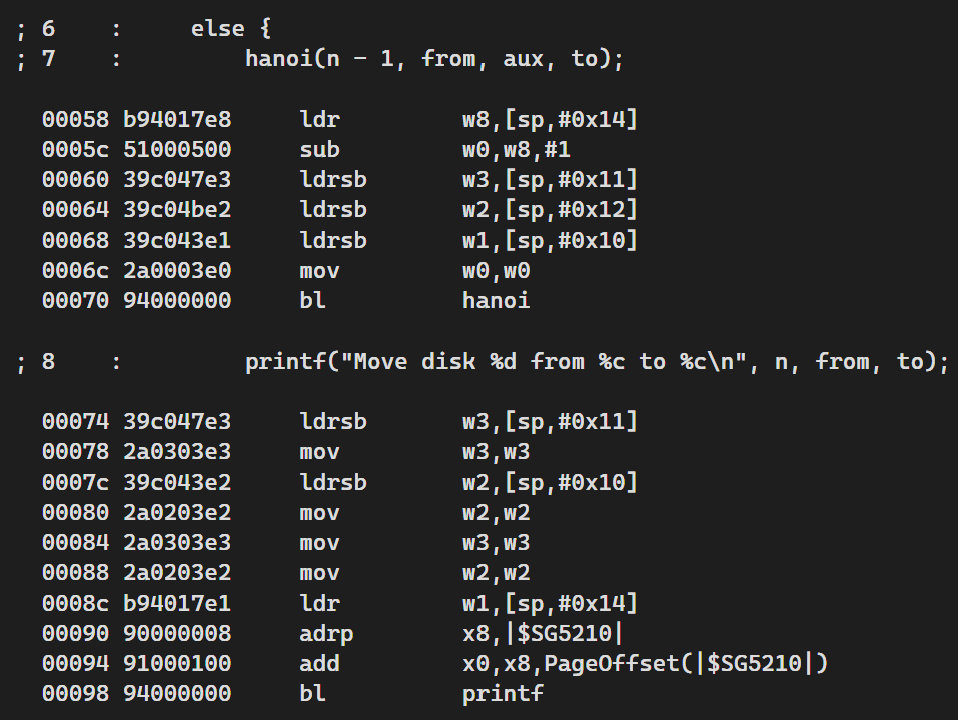 ; 6    :     else {
; 7    :         hanoi(n - 1, from, aux, to);
00058 b94017e8     ldr         w8,[sp,#0x14]
0005c 51000500     sub         w0,w8,#1
00060 39c047e3     ldrsb       w3,[sp,#0x11]
00064 39c04be2     ldrsb       w2,[sp,#0x12]
00068 39c043e1     ldrsb       w1,[sp,#0x10]
0006c 2a0003e0     mov         w0,w0
00070 94000000     bl          hanoi
; 8    :         printf("Move disk %d from %c to %c\n", n, from, to);
00074 39c047e3     ldrsb       w3,[sp,#0x11]
00078 2a0303e3     mov         w3,w3
0007c 39c043e2     ldrsb       w2,[sp,#0x10]
00080 2a0203e2     mov         w2,w2
00084 2a0303e3     mov         w3,w3
00088 2a0203e2     mov         w2,w2
0008c b94017e1     ldr         w1,[sp,#0x14]
00090 90000008     adrp        x8,|$SG5210|
00094 91000100     add         x0,x8,PageOffset(|$SG5210|)
00098 94000000     bl          printf